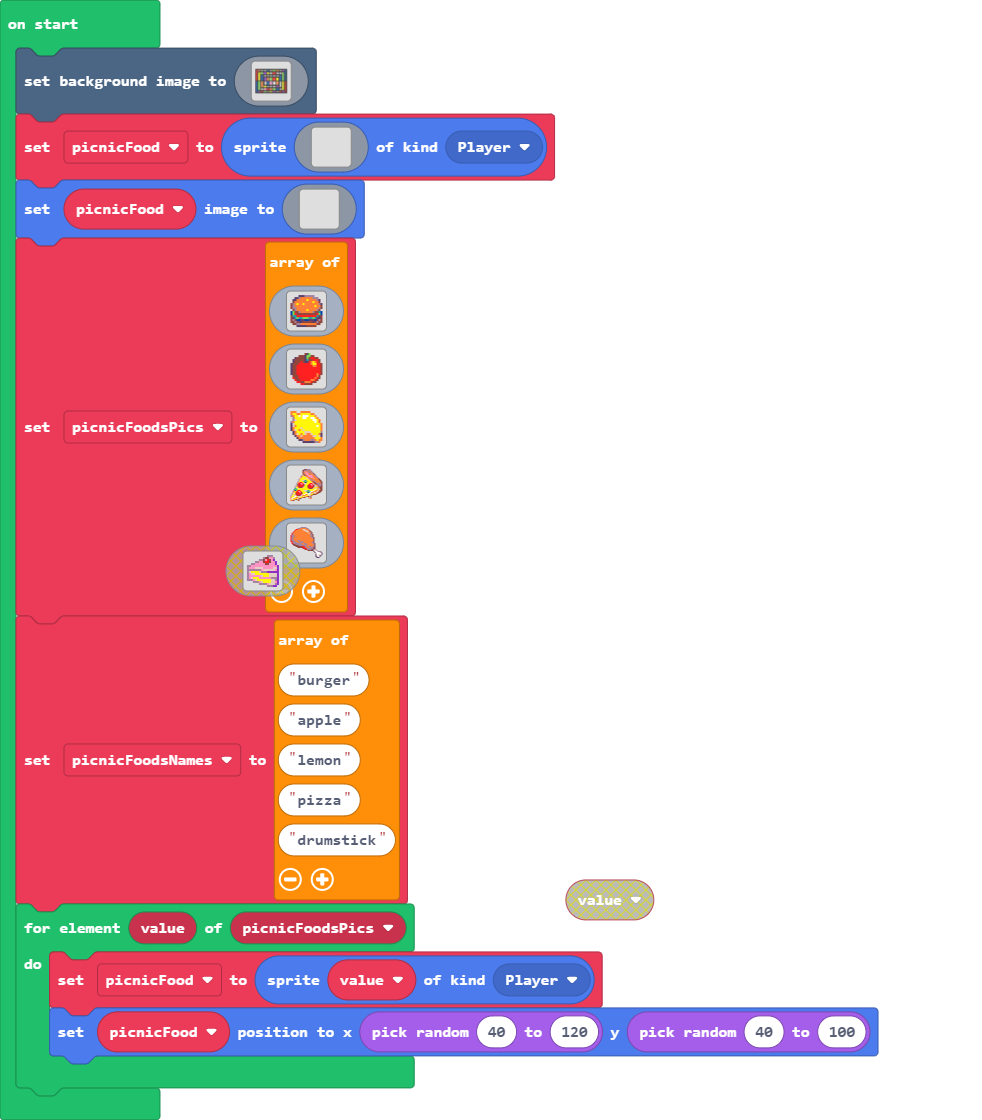 on start
set background image to
set picnicFood to sprite of kind Player
set picnicFood image to
array of
set picnicFoodsPics to
array of
"burger"
"apple"
"lemon"
set picnicFoodsNames to
"pizza"
"drumstick"
value
for element value of picnicFoodsPics
do
set picnicFood to sprite value of kind Player
set picnicFood position to x pick random 40 to 120 y pick random 40 to 100